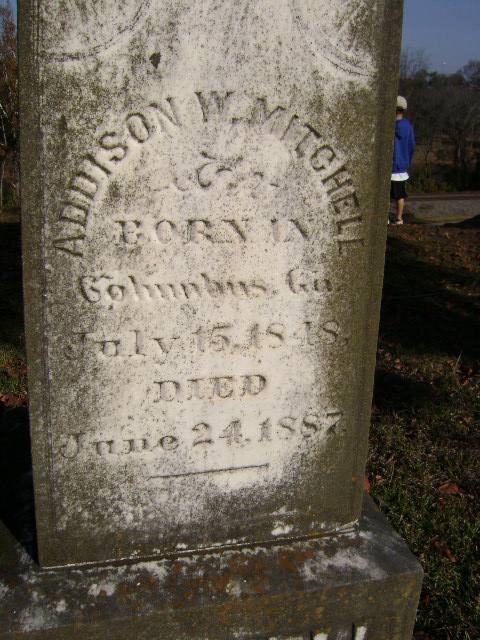 ADDISON W. MITCHELL
BORN IN
Columbus, Ga.
July 15, 1848,
DIED
June 24, 1887